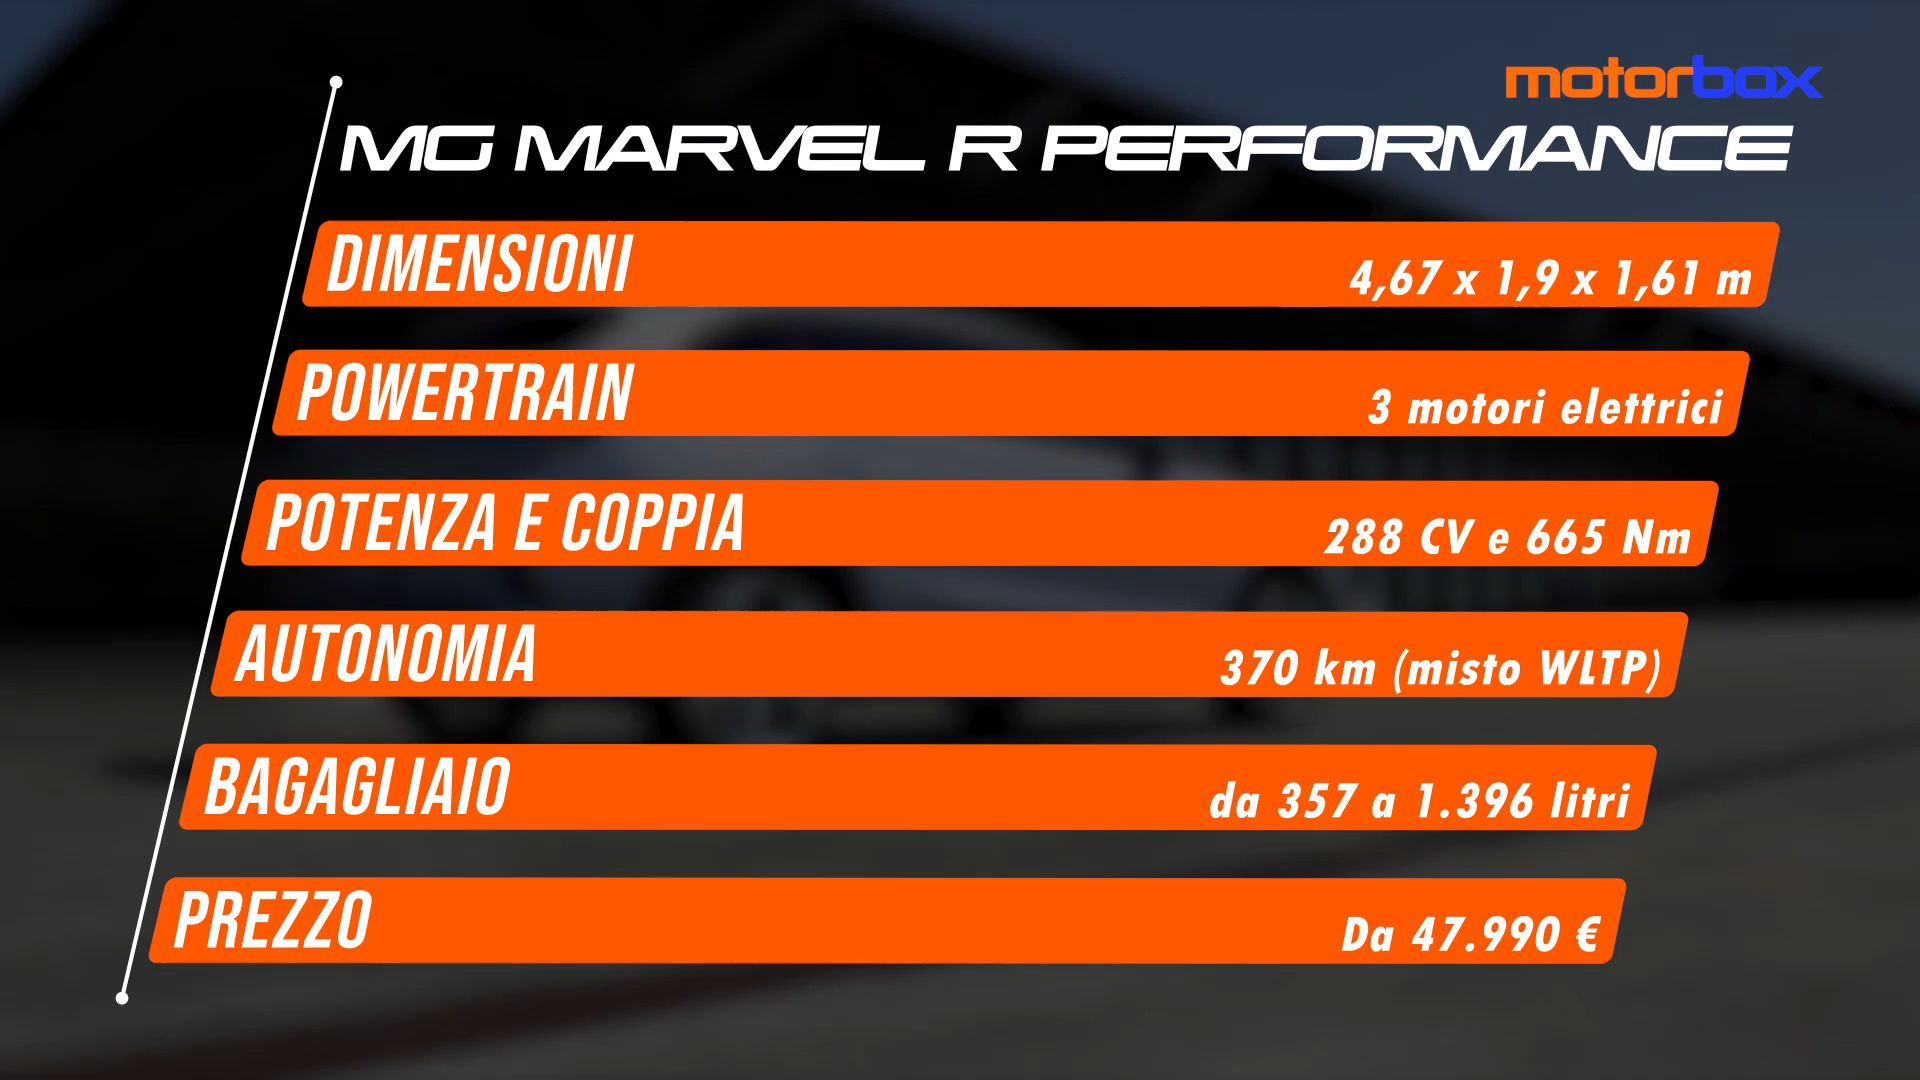 motorbox
MG MARVEL R PERFORMANCE
DIMENSIONI 4,67 x 1,9 x 1,61 m
POWERTRAIN 3 motori elettrici
POTENZA E COPPIA 288 CV e 665 Nm
AUTONOMIA 370 km (misto WLTP)
BAGAGLIAIO da 357 a 1.396 litri
PREZZO Da 47.990 €